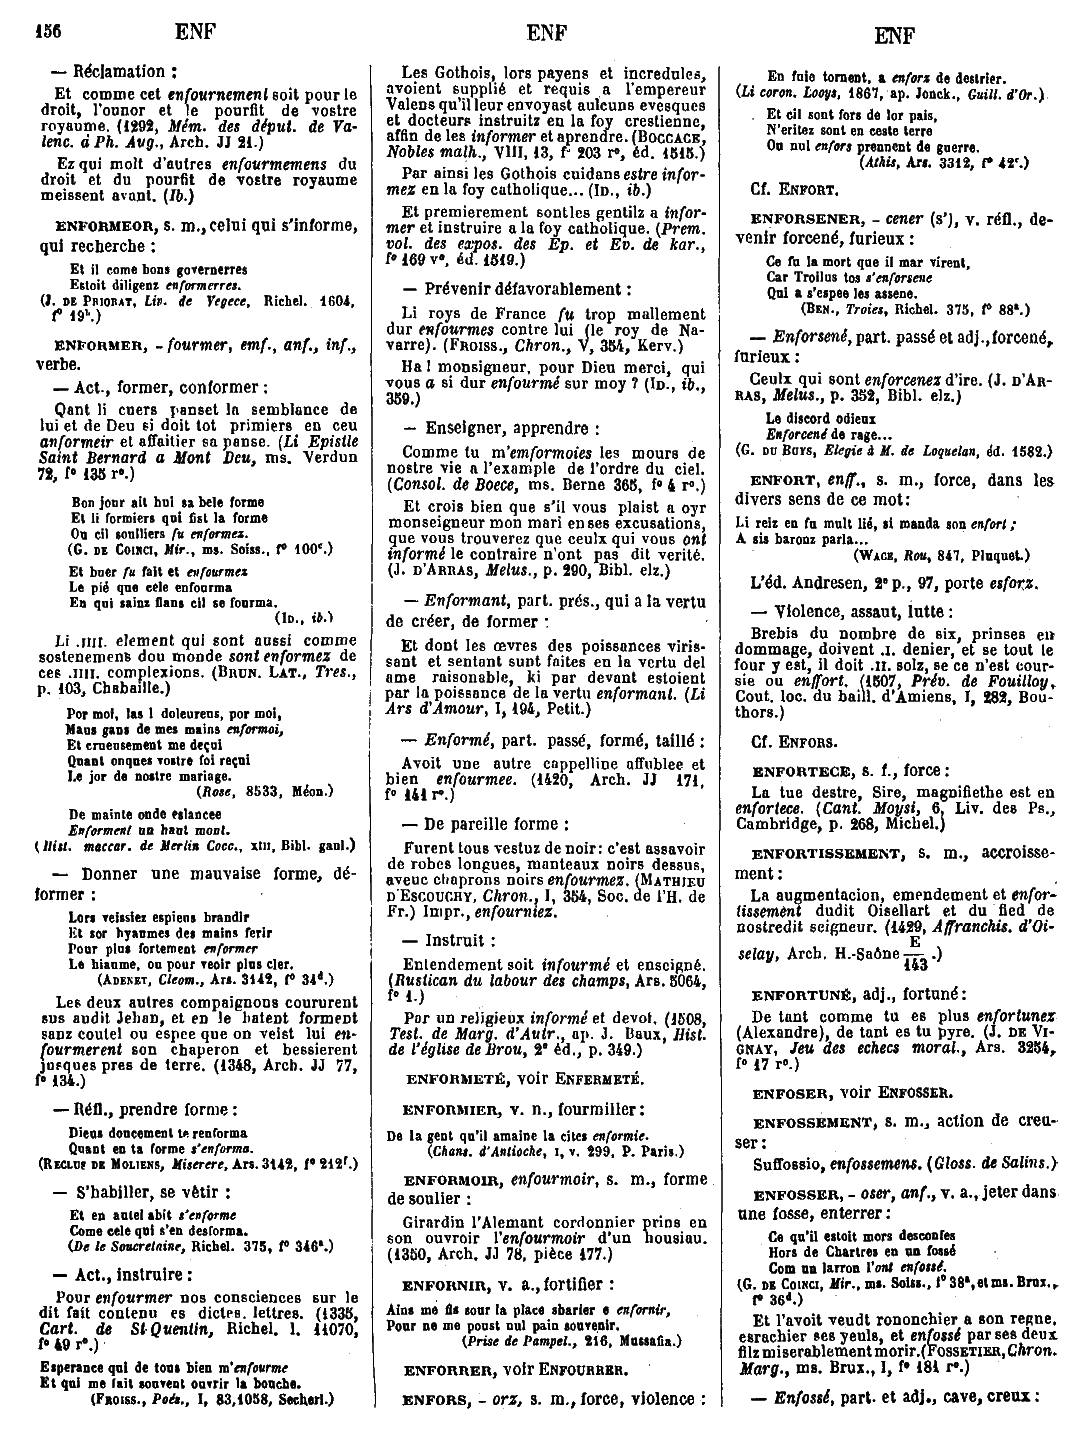 156 ENF ENF ENF
— Réclamation :
Et comme cet enfournement soit pour le
droit, l'onnor et le pourfit de vostre
royaume. (1292, Mém. des déput. de Va-
lenc. à Ph. Aug., Arch. JJ 21.)
Ez qui molt d'autres enfourmemens du
droit et du pourfit de vostre royaume
meissent avant. (Ib.)
ENFORMEOR, s. m., celui qui s'informe,
qui recherche :
Et il come bons governerres
Estoit diligenz enformerres.
(J. DE PRIORAT, Liv. de Vegece, Richel. 1604,
f° 19b.)
ENFORMER, - fourmer, emf., anf., inf.,
verbe.
— Act., former, conformer :
Qant li cuers panset la semblance de
lui et de Deu si doit tot primiers en ceu
anformeir et affaitier sa panse. (Li Epistle
Saint Bernard a Mont Deu, ms. Verdun
72, f° 135 r°.)
Bon jour ait hui sa bele forme
Et li formiers qui fist la forme
Ou cil soulliers fu enformez.
(G. DE COINCI, Mir., ms. Soiss., f° 100c.)
Et buer fu fait et enfourmez
Le pié que cele enfourma
En qui sainz flans cil se fourma.
(ID., ib.)
Li .IIII. element qui sont aussi comme
sostenemens dou monde sont enformez de
ces .IIII. complexions. (BRUN. LAT., Tres.,
p. 103, Chabaille.)
Por moi, las ! doleureus, por moi,
Maus gans de mes mains enformoi,
Et crueusement me deçui
Quant onques vostre foi reçui
Le jor de nostre mariage.
(Rose, 8533, Méon.)
De mainte onde eslancee
Enforment un haut mont.
(Hist. maccar. de Merlin Cocc., XIII, Bibl. gaul.)
— Donner une mauvaise forme, dé-
former :
Lors veissiez espiens brandir
Et sor hyaumes des mains ferir
Pour plus fortement enformer
Le hiaume, ou pour veoir plus cler.
(ADENET, Cleom., Ars. 3142, f° 34d.)
Les deux autres compaignons coururent
sus audit Jehan, et en le batent forment
sanz coutel ou espee que on veist lui en-
fourmerent son chaperon et bessierent
jusques pres de terre. (1348, Arch. JJ 77,
f° 134.)
— Réfl., prendre forme :
Dieus doucement te renforma
Quant en ta forme s'enforma.
(RECLUS DE MOLIENS, Miserere, Ars. 3142, f° 212f.)
— S'habiller, se vêtir :
Et en autel abit s'enforme
Come cele qui s'en desforma.
(De le Soucretaine, Richel. 375, f° 346a.)
— Act., instruire :
Pour enfourmer nos consciences sur le
dit fait contenu es dictes. lettres. (1335,
Cart. de St-Quentin, Richel. l. 11070,
f° 49 r°.)
Esperance qui de tous bien m'enfourme
Et qui me fait souvent ouvrir la bouche.
(FROISS., Poés., I, 83, 1058, Scheler.)
Les Gothois, lors payens et incredules,
avoient supplié et requis a l'empereur
Valens qu'il leur envoyast aulcuns evesques
et docteurs instruitz en la foy crestienne,
affin de les informer et aprendre. (BOCCACE,
Nobles malh., VIII, 13, f° 203 r°, éd. 1515.)
Par ainsi les Gothois cuidans estre infor-
mez en la foy catholique... (ID., ib.)
Et premierement sont les gentilz a infor-
mer et instruire a la foy catholique. (Prem.
vol. des expos. des Ep. et Ev. de kar.,
f° 169 v°, éd. 1519.)
— Prévenir défavorablement :
Li roys de France fu trop mallement
dur enfourmes contre lui (le roy de Na-
varre). (FROISS., Chron., V, 354, Kerv.)
Ha ! monsigneur, pour Dieu merci, qui
vous a si dur enfourmé sur moy ? (ID., ib.,
359.)
— Enseigner, apprendre :
Comme tu m'emformoies les mours de
nostre vie a l'example de l'ordre du ciel.
(Consol. de Boece, ms. Berne 365, f° 4 r°.)
Et crois bien que s'il vous plaist a oyr
monseigneur mon mari en ses excusations,
que vous trouverez que ceulx qui vous ont
informé le contraire n'ont pas dit verité.
(J. D'ARRAS, Melus., p. 290, Bibl. elz.)
— Enformant, part. prés., qui a la vertu
de créer, de former :
Et dont les œvres des poissances viris-
sant et sentant sunt faites en la vertu del
ame raisonable, ki par devant estoient
par la poissance de la vertu enformant. (Li
Ars d'Amour, I, 194, Petit.)
— Enformé, part. passé, formé, taillé :
Avoit une autre cappelline affublee et
bien enfourmee. (1420, Arch. JJ 171,
f° 141 r°.)
— De pareille forme :
Furent tous vestuz de noir : c'est assavoir
de robes longues, manteaux noirs dessus,
aveuc chaprons noirs enfourmez. (MATHIEU
D'ESCOUCHY, Chron., I, 354, Soc. de l'H. de
Fr.) Impr., enfourniez.
— Instruit :
Entendement soit infourmé et enseigné.
(Rustican du labour des champs, Ars. 5064,
f° 1.)
Por un religieux informé et devot. (1508,
Test. de Marg. d'Autr., ap. J. Baux, Hist.
de l'église de Brou, 2e éd., p. 349.)
ENFORMETÉ, voir ENFERMETÉ.
ENFORMIER, v. n., fourmiller :
De la gent qu'il amaine la cites enformie.
(Chans. d'Antioche, I, v. 299, P. Paris.)
ENFORMOIR, enfourmoir, s. m., forme
de soulier :
Girardin l'Alemant cordonnier prins en
son ouvroir l'enfourmoir d'un housiau.
(1350, Arch. JJ 78, pièce 177.)
ENFORNIR, v. a., fortifier :
Ains me fis sour la place sbarier e enfornir,
Pour ne me poust nul pain souvenir.
(Prise de Pampel., 216, Mussafia.)
ENFORRER, voir ENFOURRER.
ENFORS, - orz, s. m., force, violence :
En fuie tornent, a enforz de destrier.
(Li coron. Looys, 1867, ap. Jonck., Guill. d'Or.)
Et cil sont fors de lor pais,
N'eritez sont en ceste terre
Ou nul enfors prennent de guerre.
(Athis, Ars. 3312, f° 42c.)
Cf. ENFORT.
ENFORSENER, - cener (s'), v. réfl., de-
venir forcené, furieux :
Ce fu la mort que il mar virent,
Car Troilus tos s'enforsene
Qui a s'espee les assene.
(BEN., Troies, Richel. 375, f° 88a.)
— Enforsené, part. passé et adj., forcené,
furieux :
Ceulx qui sont enforcenez d'ire. (J. D'AR-
RAS, Melus., p. 352, Bibl. elz.)
Le discord odieux
Enforcené de rage...
(G. DU BUYS, Elegie à M. de Loquelan, éd. 1582.)
ENFORT, enff., s. m., force, dans les
divers sens de ce mot:
Li reiz en fu mult lié, si manda son enfort ;
A sis baronz parla...
(WACE, Rou, 847, Pluquet.)
L'éd. Andresen, 2e p., 97, porte esforz.
— Violence, assaut, lutte :
Brebis du nombre de six, prinses en
dommage, doivent .I. denier, et se tout le
four y est, il doit .II. solz, se ce n'est cour-
sie ou enffort. (1507, Prév. de Fouilloy,
Cout. loc. du baill. d'Amiens, I, 282, Bou-
thors.)
Cf. ENFORS.
ENFORTECE, s. f., force :
La tue destre, Sire, magnifiethe est en
enfortece. (Cant. Moysi, 6, Liv. des Ps.,
Cambridge, p. 268, Michel.)
ENFORTISSEMENT, s. m., accroisse-
ment :
La augmentacion, emendement et enfor-
tissement dudit Oisellart et du fied de
nostredit seigneur. (1429, Affranchis. d'Oi-
selay, Arch. H.-Saône E/143.)
ENFORTUNÉ, adj., fortuné :
De tant comme tu es plus enfortunez
(Alexandre), de tant es tu pyre. (J. DE VI-
GNAY, Jeu des echecs moral., Ars. 3254,
f° 17 r°.)
ENFOSER, voir ENFOSSER.
ENFOSSEMENT, s. m., action de creu-
ser :
Suffossio, enfossemens. (Gloss. de Salins.)
ENFOSSER, - oser, anf., v. a., jeter dans
une fosse, enterrer :
Ce qu'il estoit mors desconfes
Hors de Chartres en un fossé
Com un larron l'ont enfossé.
(G. DE COINCI, Mir., ms. Soiss., f° 38a, et ms. Brux.,
f° 36d.)
Et l'avoit veudt rononchier a son regne,
esrachier ses yeuls, et enfossé par ses deux
filz miserablement morir. (FOSSETIER, Chron.
Marg., ms. Brux., I, f° 181 r°.)
— Enfossé, part. et adj., cave, creux :